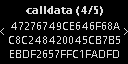 calldata (4/5)
< 47276749CE646F68A >
C8C248420045CB7B5
EBDF2657FFC1FADFD